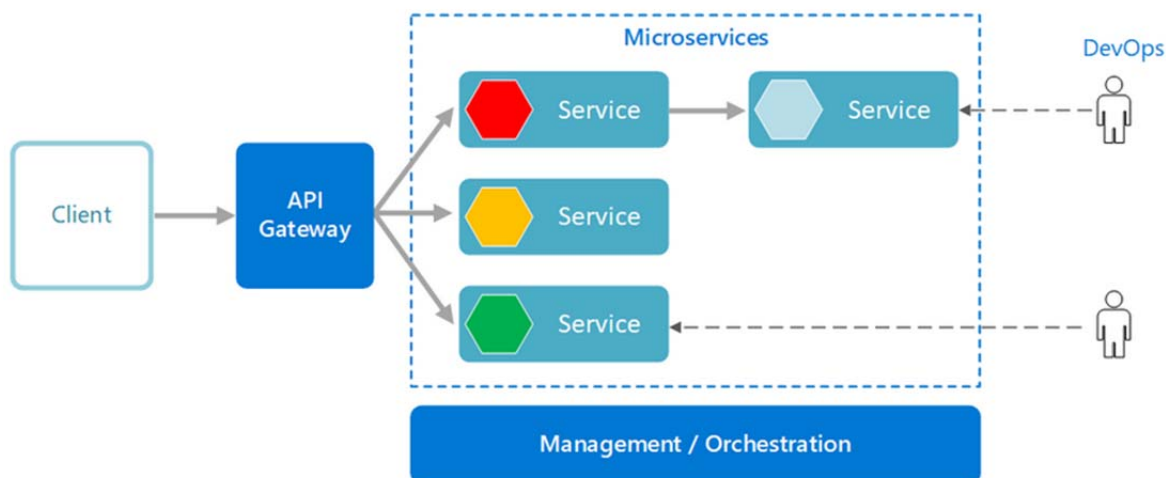 Microservices
DevOps
Service
Service
Client
API
Gateway
Service
Service
Management / Orchestration